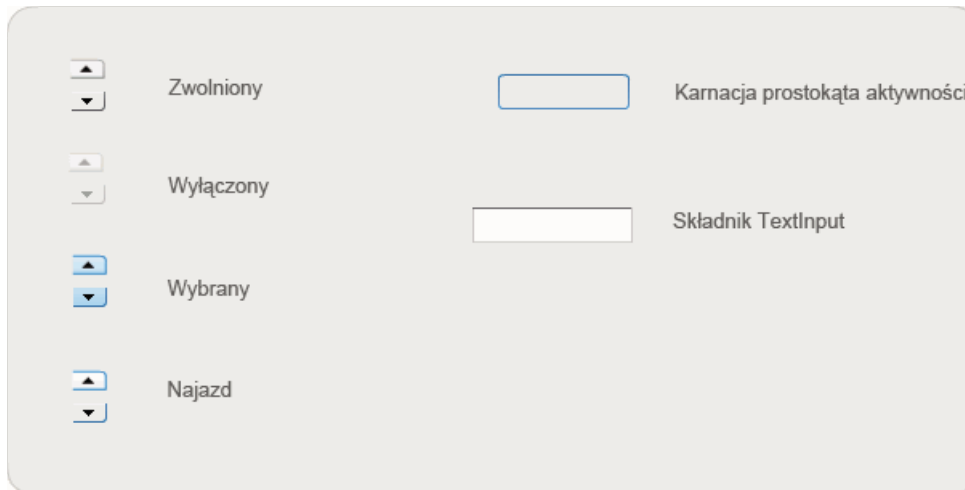 Zwolniony
Karnacja prostokąta aktywności
Wyłączony
Składnik TextInput
Wybrany
Najazd